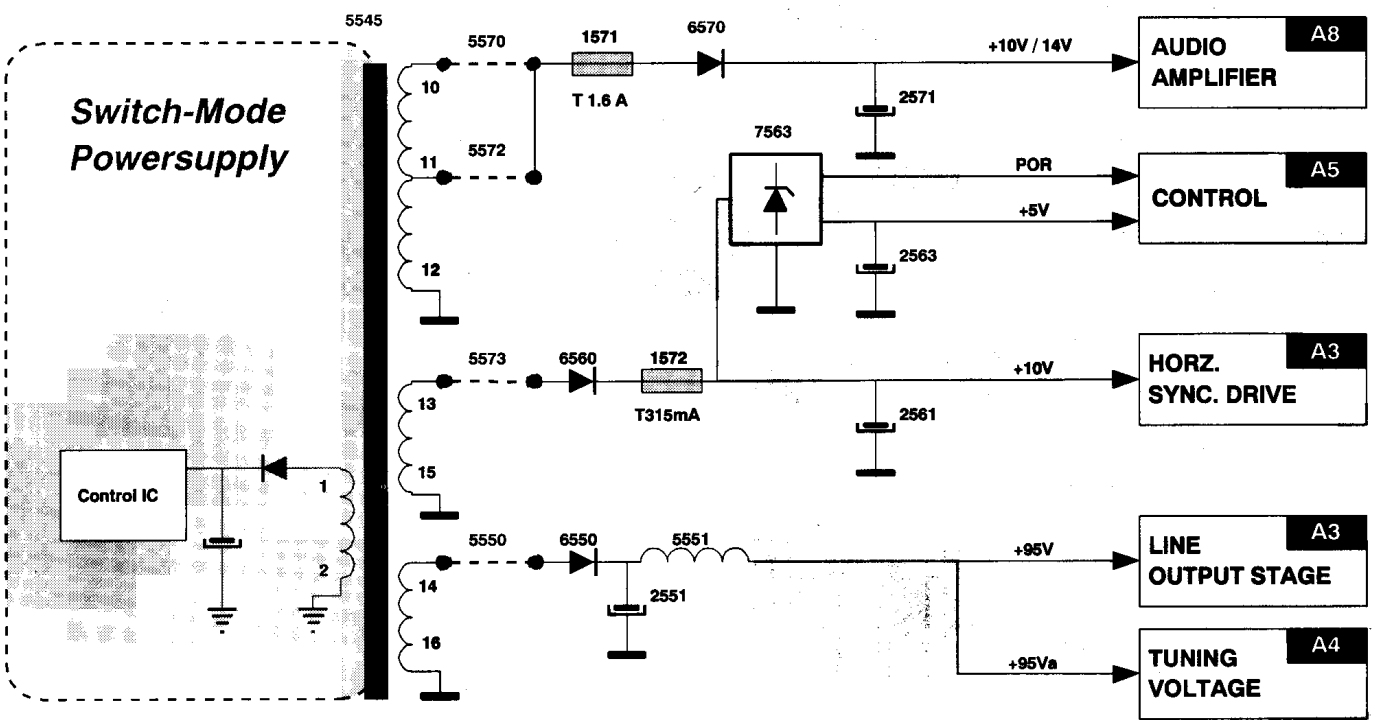 5545
Switch-Mode
Powersupply
Control IC
1
2
10
11
12
13
15
14
16
5570
5572
1571
T 1.6 A
6570
+10V / 14V
2571
AUDIO
AMPLIFIER
A8
7563
POR
+5V
2563
CONTROL
A5
5573
6560
1572
T315mA
+10V
2561
HORZ.
SYNC. DRIVE
A3
5550
6550
5551
2551
+95V
LINE
OUTPUT STAGE
A3
+95Va
TUNING
VOLTAGE
A4